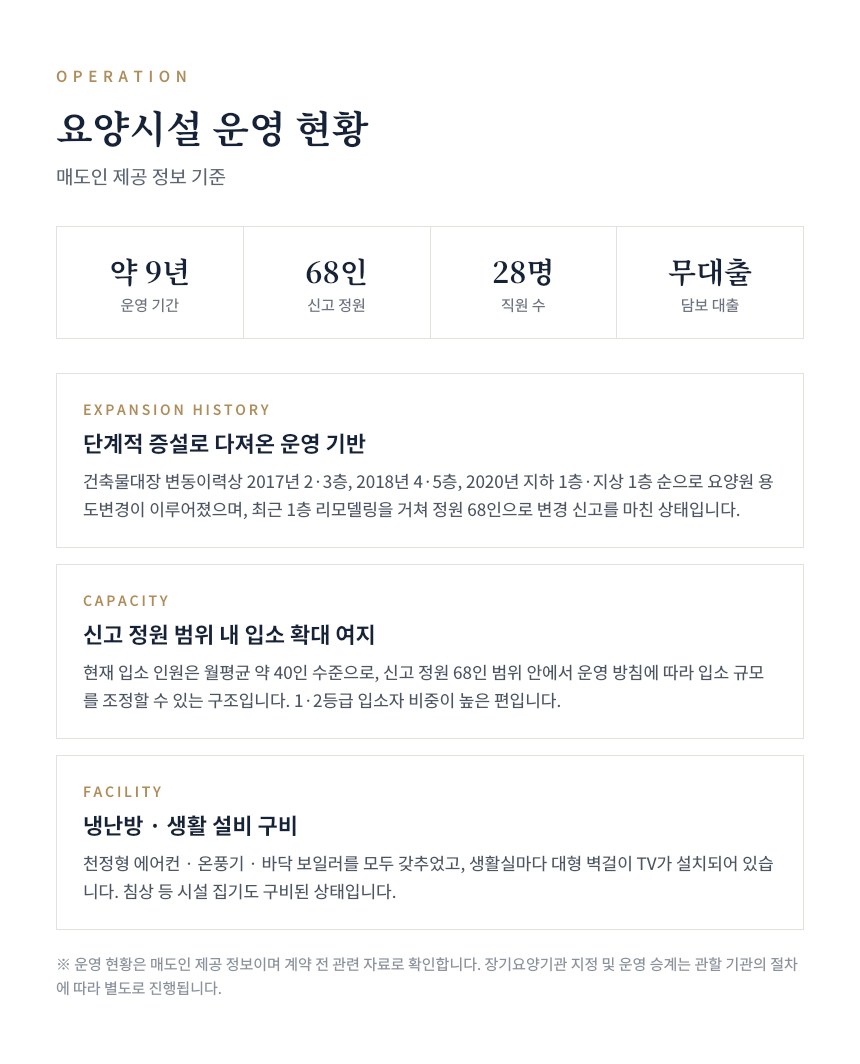 OPERATION
요양시설 운영 현황
매도인 제공 정보 기준
약 9년
운영 기간
68인
신고 정원
28명
직원 수
무대출
담보 대출
EXPANSION HISTORY
단계적 증설로 다져온 운영 기반
건축물대장 변동이력상 2017년 2·3층, 2018년 4·5층, 2020년 지하 1층·지상 1층 순으로 요양원 용
도변경이 이루어졌으며, 최근 1층 리모델링을 거쳐 정원 68인으로 변경 신고를 마친 상태입니다.
CAPACITY
신고 정원 범위 내 입소 확대 여지
현재 입소 인원은 월평균 약 40인 수준으로, 신고 정원 68인 범위 안에서 운영 방침에 따라 입소 규모
를 조정할 수 있는 구조입니다. 1·2등급 입소자 비중이 높은 편입니다.
FACILITY
냉난방 · 생활 설비 구비
천정형 에어컨 · 온풍기 · 바닥 보일러를 모두 갖추었고, 생활실마다 대형 벽걸이 TV가 설치되어 있습
니다. 침상 등 시설 집기도 구비된 상태입니다.
※ 운영 현황은 매도인 제공 정보이며 계약 전 관련 자료로 확인합니다. 장기요양기관 지정 및 운영 승계는 관할 기관의 절차
에 따라 별도로 진행됩니다.